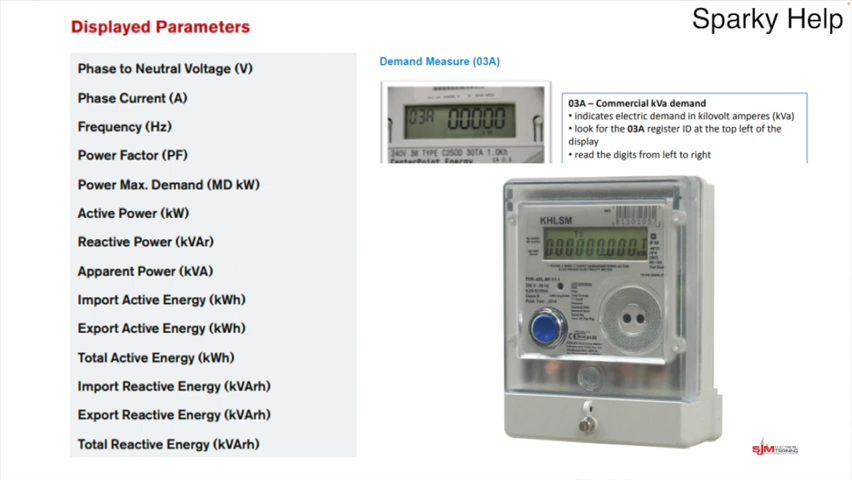 Sparky Help
Displayed Parameters
Phase to Neutral Voltage (V)
Phase Current (A)
Frequency (Hz)
Power Factor (PF)
Power Max. Demand (MD kW)
Active Power (kW)
Reactive Power (kVAr)
Apparent Power (kVA)
Import Active Energy (kWh)
Export Active Energy (kWh)
Total Active Energy (kWh)
Import Reactive Energy (kVArh)
Export Reactive Energy (kVArh)
Total Reactive Energy (kVArh)
Demand Measure (03A)
03A 00000
240V 3W TYPE C2SOD 30TA 1.0Kh
CenterPoint Energy
03A – Commercial kVa demand
• indicates electric demand in kilovolt amperes (kVa)
• look for the 03A register ID at the top left of the
display
• read the digits from left to right
KHLSM
SJM
TRAINING